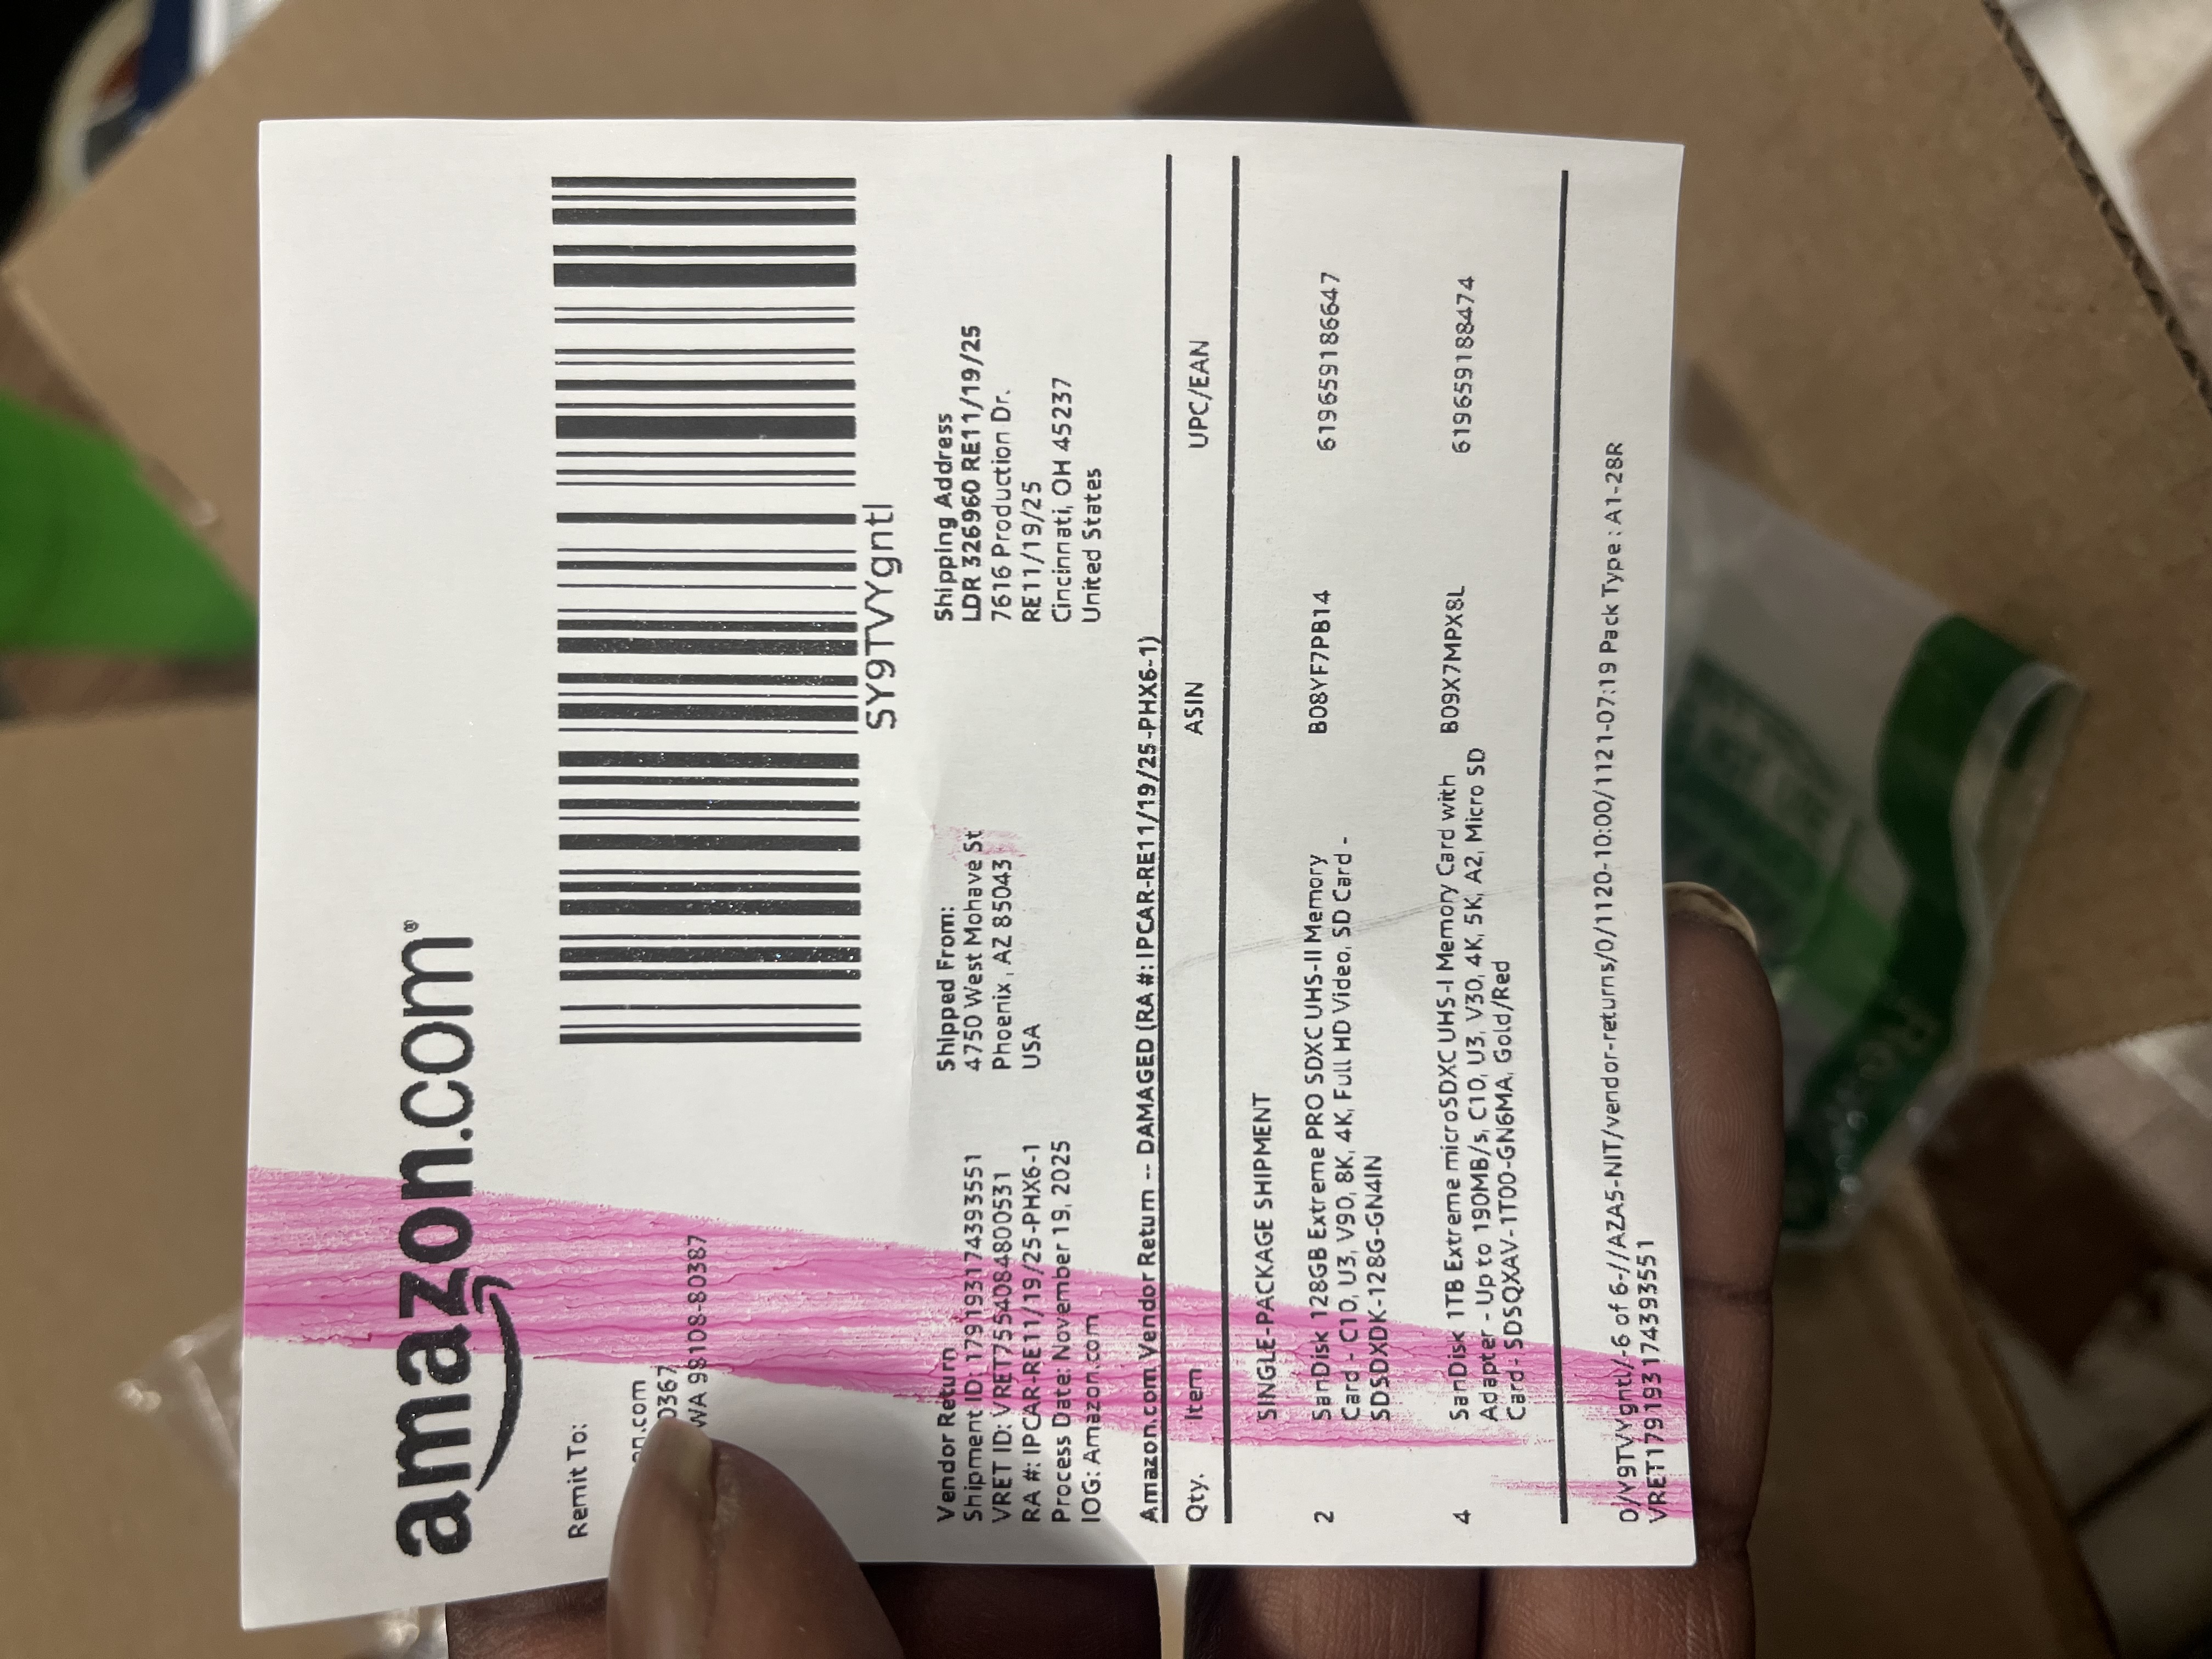 amazon.com®
Remit To:
on.com
0367
WA 98108-80387
SY9TVYgntl
Vendor Return
Shipment ID: 179193174393551
VRET ID: VRET7554084800531
RA #: IPCAR-RE11/19/25-PHX6-1
Process Date: November 19, 2025
IOG: Amazon.com
Shipped From:
4750 West Mohave St
Phoenix , AZ 85043
USA
Shipping Address
LDR 326960 RE11/19/25
7616 Production Dr.
RE11/19/25
Cincinnati, OH 45237
United States
Amazon.com Vendor Return -- DAMAGED (RA #: IPCAR-RE11/19/25-PHX6-1)
Qty. Item ASIN UPC/EAN
SINGLE-PACKAGE SHIPMENT
2 SanDisk 128GB Extreme PRO SDXC UHS-II Memory B08YF7PB14 619659186647
Card - C10, U3, V90, 8K, 4K, Full HD Video, SD Card -
SDSDXDK-128G-GN4IN
4 SanDisk 1TB Extreme microSDXC UHS-I Memory Card with B09X7MPX8L 619659188474
Adapter - Up to 190MB/s, C10, U3, V30, 4K, 5K, A2, Micro SD
Card - SDSQXAV-1T00-GN6MA, Gold/Red
0/Y9TVYgntl/-6 of 6-//AZA5-NIT/vendor-returns/0/1120-10:00/1121-07:19 Pack Type : A1-28R
VRET17919317439​3551